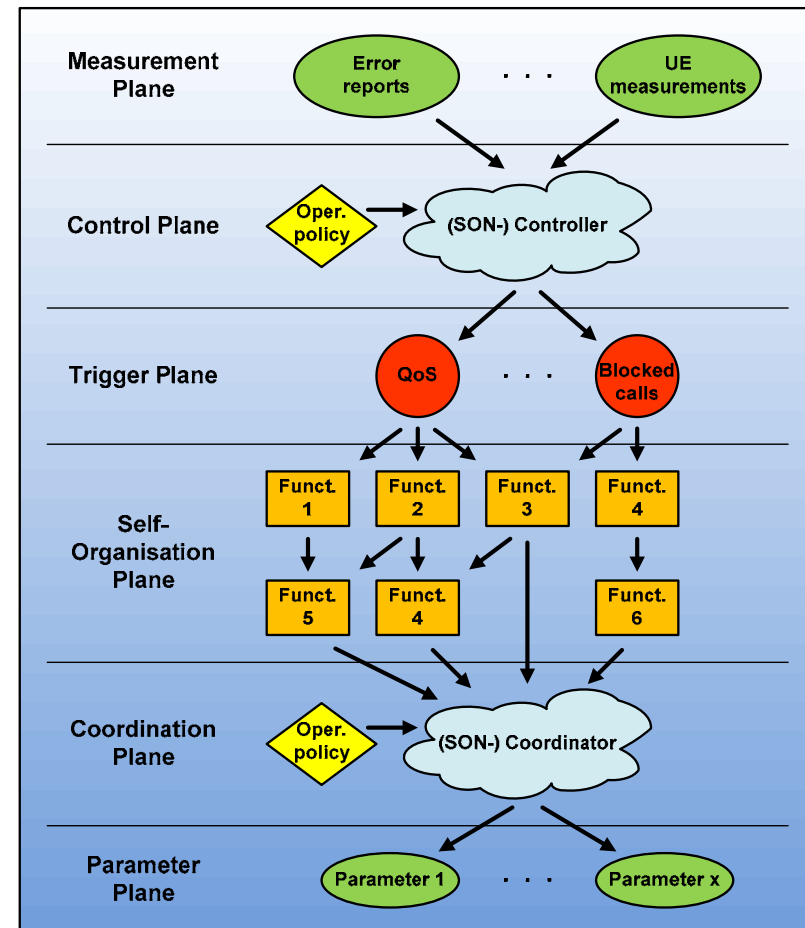 Measurement
Plane
Error
reports
. . .
UE
measurements
Control Plane
Oper.
policy
(SON-) Controller
Trigger Plane
QoS
. . .
Blocked
calls
Self-
Organisation
Plane
Funct.
1
Funct.
2
Funct.
3
Funct.
4
Funct.
5
Funct.
4
Funct.
6
Coordination
Plane
Oper.
policy
(SON-) Coordinator
Parameter
Plane
Parameter 1
. . .
Parameter x